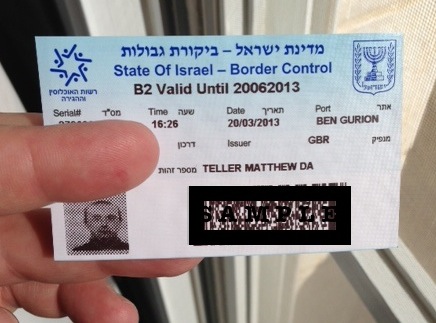 מדינת ישראל – ביקורת גבולות
State Of Israel – Border Control
B2 Valid Until 20062013
רשות האוכלוסין
וההגירה
Serial# מס"ד Time שעה Date תאריך Port אתר
16:26 20/03/2013 BEN GURION
דרכון Issuer GBR מנפיק
מספר זהות TELLER MATTHEW DA
SAMPLE